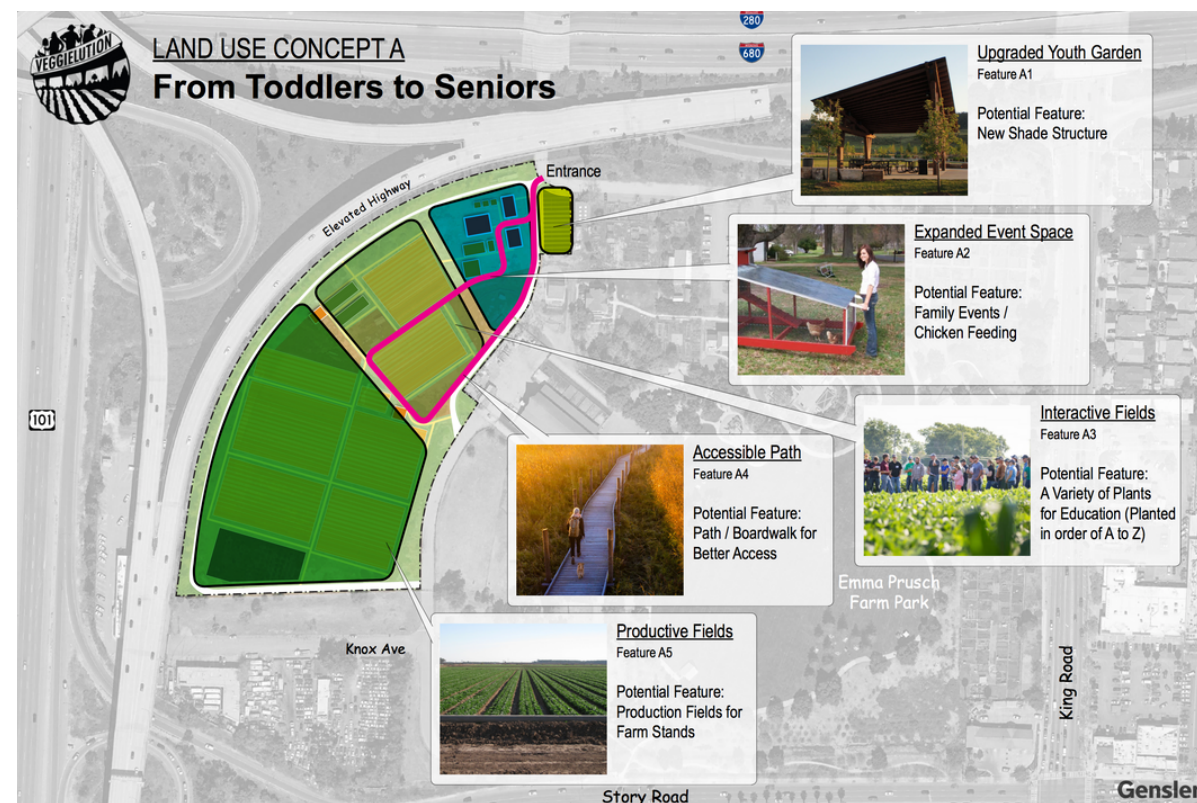 VEGGIELUTION
LAND USE CONCEPT A
From Toddlers to Seniors
280
680
Upgraded Youth Garden
Feature A1
Potential Feature:
New Shade Structure
Entrance
Elevated Highway
Expanded Event Space
Feature A2
Potential Feature:
Family Events /
Chicken Feeding
101
Interactive Fields
Feature A3
Potential Feature:
A Variety of Plants
for Education (Planted
in order of A to Z)
Accessible Path
Feature A4
Potential Feature:
Path / Boardwalk for
Better Access
Emma Prusch
Farm Park
Knox Ave
Productive Fields
Feature A5
Potential Feature:
Production Fields for
Farm Stands
King Road
Story Road
Gensler